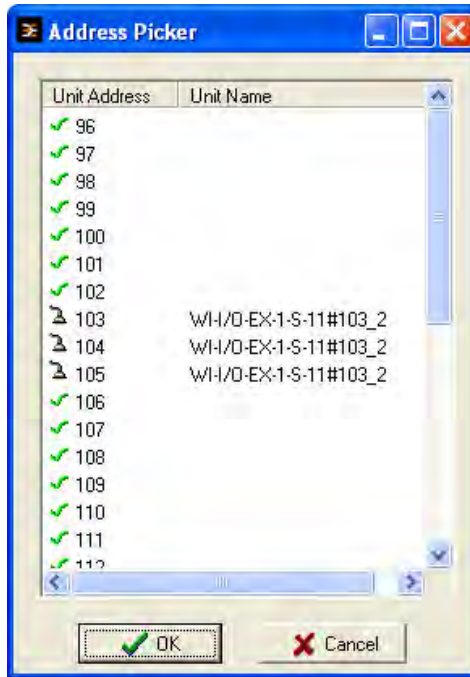 Address Picker
Unit Address Unit Name
96
97
98
99
100
101
102
103 WI-I/O-EX-1-S-11#103_2
104 WI-I/O-EX-1-S-11#103_2
105 WI-I/O-EX-1-S-11#103_2
106
107
108
109
110
111
112
OK Cancel